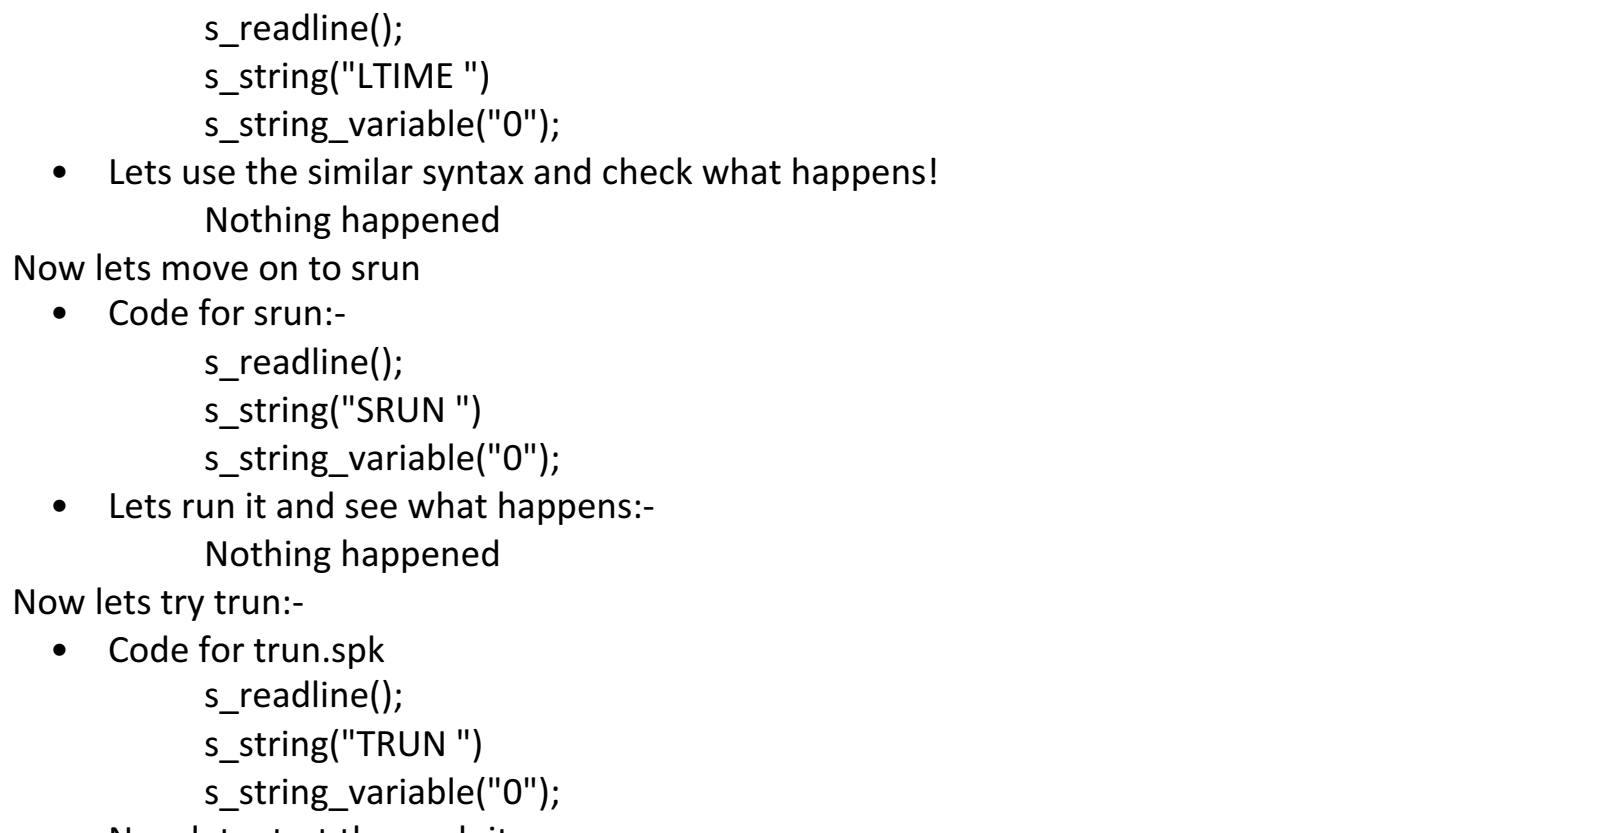 s_readline();
s_string("LTIME ")
s_string_variable("0");
• Lets use the similar syntax and check what happens!
Nothing happened
Now lets move on to srun
• Code for srun:-
s_readline();
s_string("SRUN ")
s_string_variable("0");
• Lets run it and see what happens:-
Nothing happened
Now lets try trun:-
• Code for trun.spk
s_readline();
s_string("TRUN ")
s_string_variable("0");